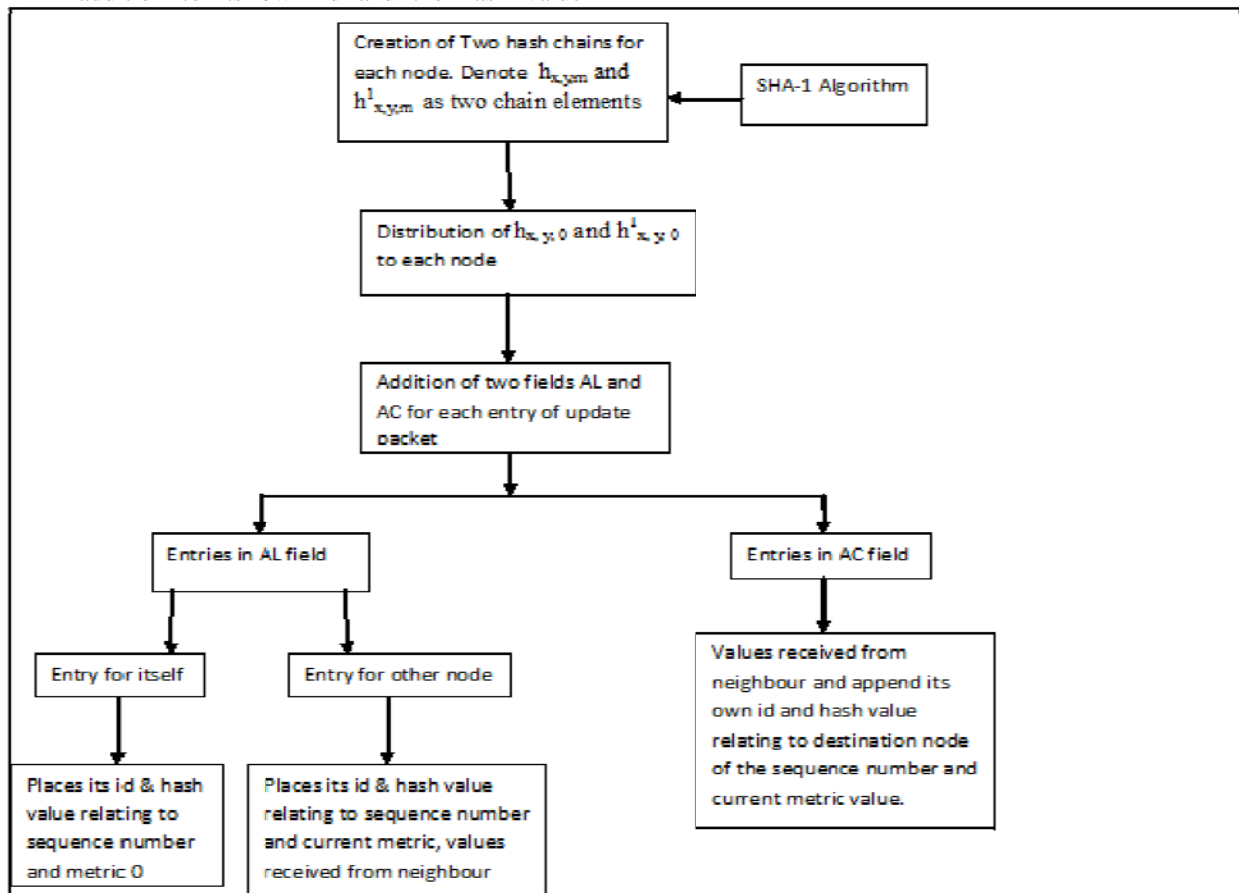 Creation of Two hash chains for
each node. Denote h_x,y,m and
h¹_x,y,m as two chain elements
SHA-1 Algorithm
Distribution of h_x, y, 0 and h¹_x, y, 0
to each node
Addition of two fields AL and
AC for each entry of update
packet
Entries in AL field
Entries in AC field
Entry for itself
Entry for other node
Values received from
neighbour and append its
own id and hash value
relating to destination node
of the sequence number and
current metric value.
Places its id & hash
value relating to
sequence number
and metric 0
Places its id & hash value
relating to sequence number
and current metric, values
received from neighbour